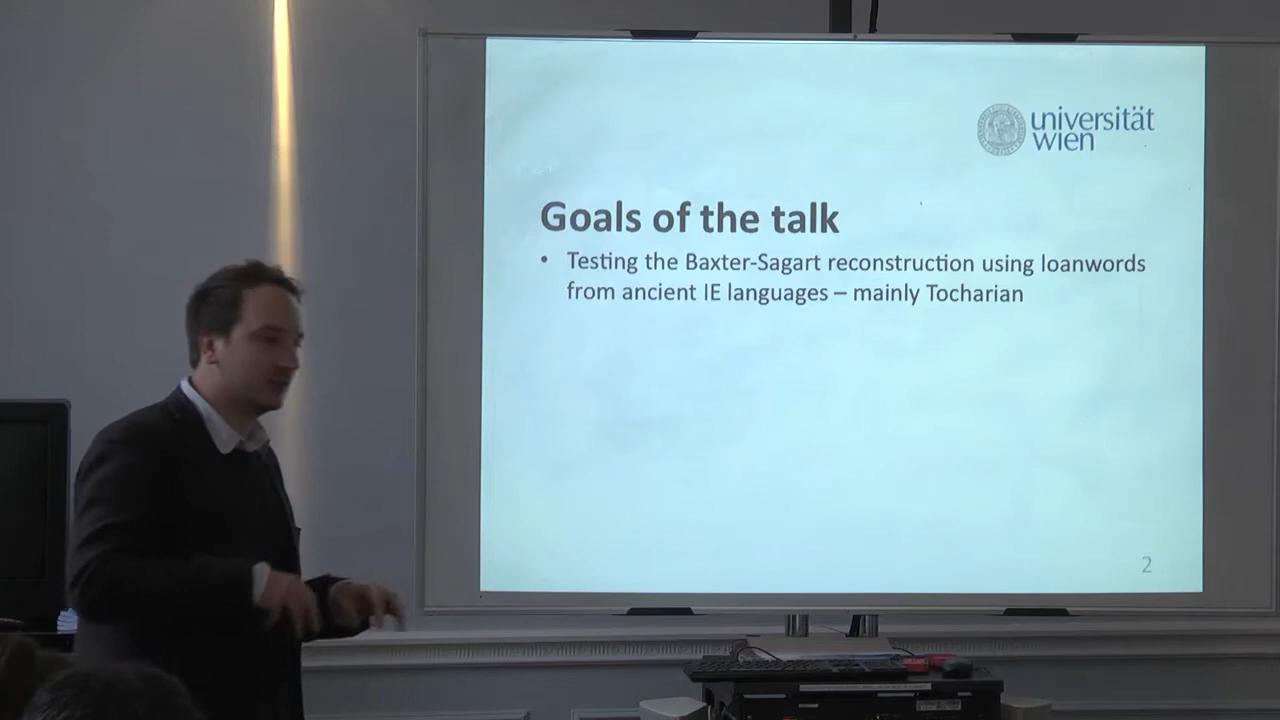 universität
wien
Goals of the talk
• Testing the Baxter-Sagart reconstruction using loanwords
from ancient IE languages – mainly Tocharian
2